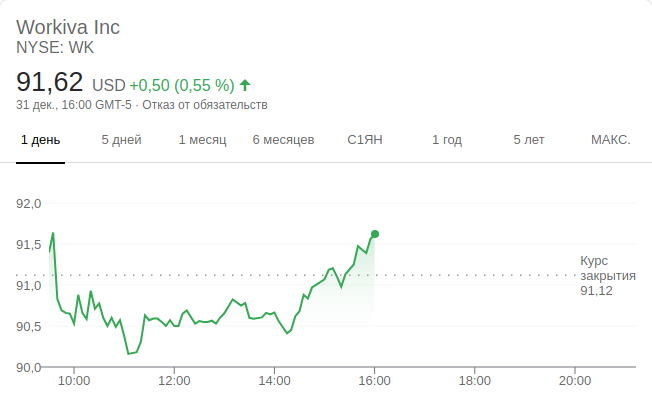 Workiva Inc
NYSE: WK
91,62 USD +0,50 (0,55 %)
31 дек., 16:00 GMT-5 · Отказ от обязательств
1 день 5 дней 1 месяц 6 месяцев С1ЯН 1 год 5 лет МАКС.
92,0
91,5
Курс
закрытия
91,12
91,0
90,5
90,0
10:00 12:00 14:00 16:00 18:00 20:00